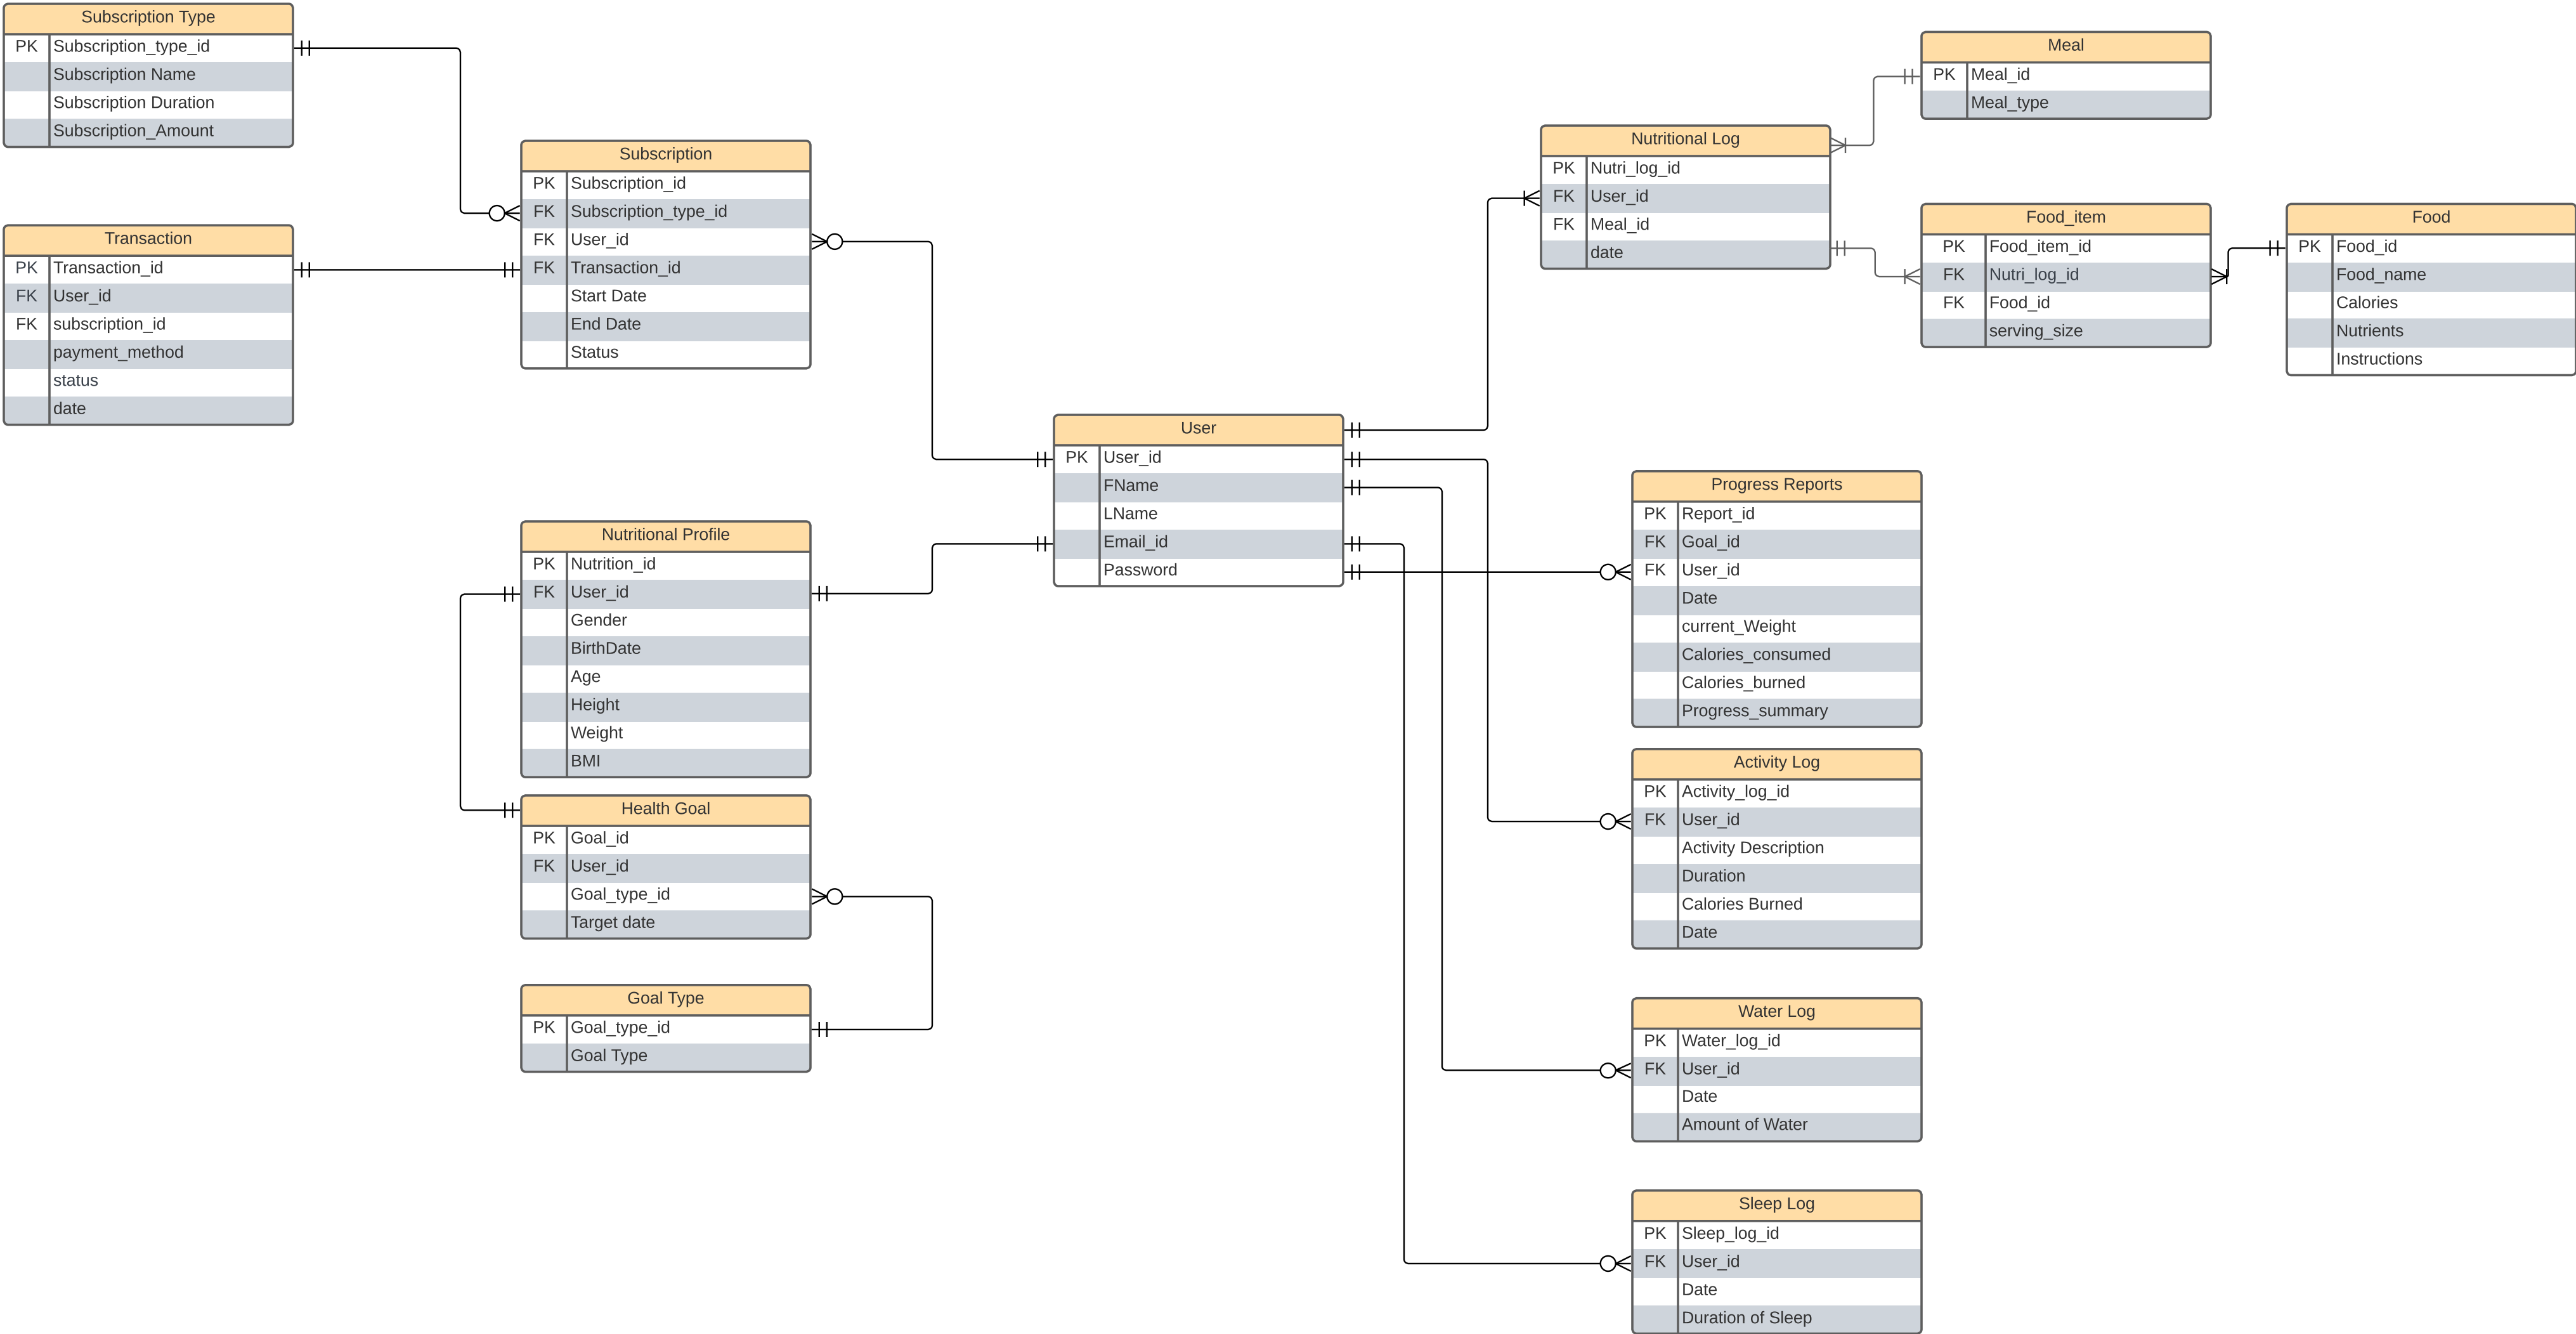 Subscription Type
PK Subscription_type_id
Subscription Name
Subscription Duration
Subscription_Amount
Transaction
PK Transaction_id
FK User_id
FK subscription_id
payment_method
status
date
Subscription
PK Subscription_id
FK Subscription_type_id
FK User_id
FK Transaction_id
Start Date
End Date
Status
Nutritional Profile
PK Nutrition_id
FK User_id
Gender
BirthDate
Age
Height
Weight
BMI
Health Goal
PK Goal_id
FK User_id
Goal_type_id
Target date
Goal Type
PK Goal_type_id
Goal Type
User
PK User_id
FName
LName
Email_id
Password
Nutritional Log
PK Nutri_log_id
FK User_id
FK Meal_id
date
Meal
PK Meal_id
Meal_type
Food_item
PK Food_item_id
FK Nutri_log_id
FK Food_id
serving_size
Food
PK Food_id
Food_name
Calories
Nutrients
Instructions
Progress Reports
PK Report_id
FK Goal_id
FK User_id
Date
current_Weight
Calories_consumed
Calories_burned
Progress_summary
Activity Log
PK Activity_log_id
FK User_id
Activity Description
Duration
Calories Burned
Date
Water Log
PK Water_log_id
FK User_id
Date
Amount of Water
Sleep Log
PK Sleep_log_id
FK User_id
Date
Duration of Sleep